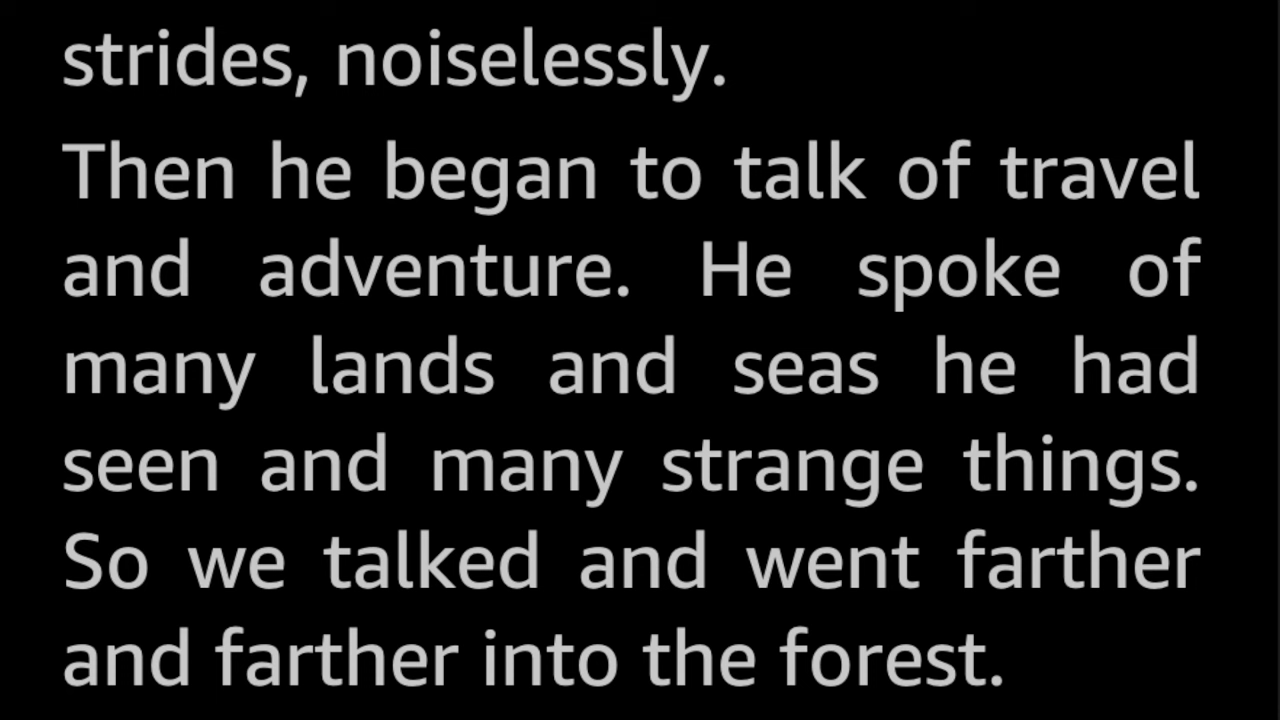 strides, noiselessly.
Then he began to talk of travel
and adventure. He spoke of
many lands and seas he had
seen and many strange things.
So we talked and went farther
and farther into the forest.